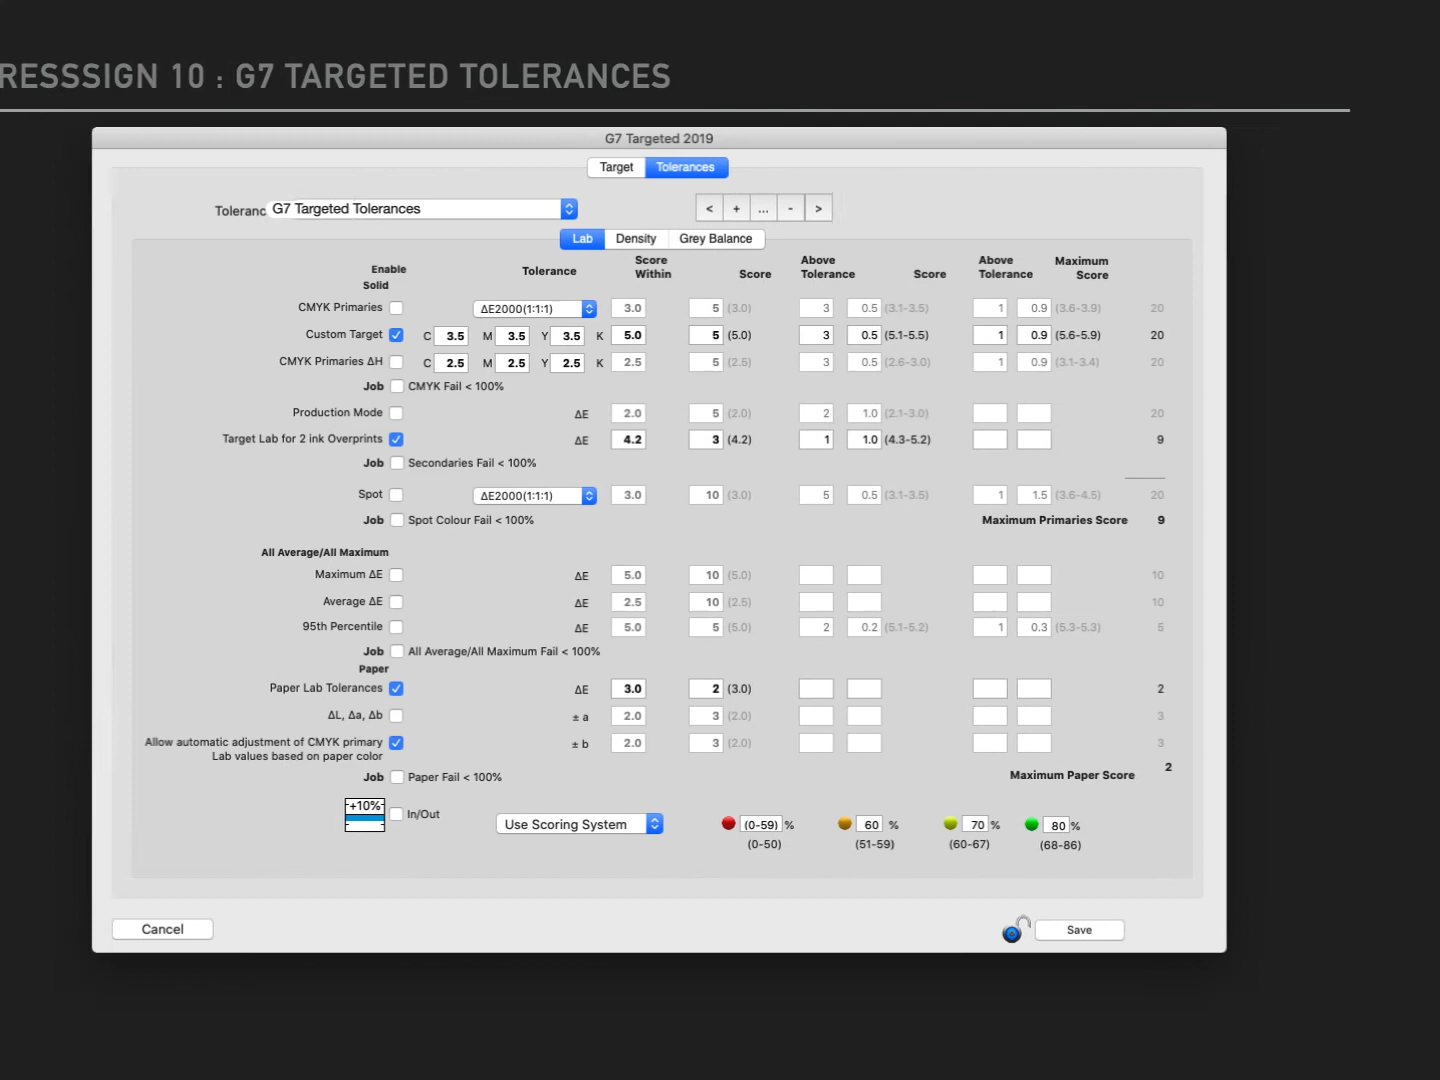 RESSSIGN 10 : G7 TARGETED TOLERANCES
G7 Targeted 2019
Target Tolerances
Toleranc G7 Targeted Tolerances < + ... - >
Lab Density Grey Balance
Enable Tolerance Score Within Score Above Tolerance Score Above Tolerance Maximum Score
Solid
CMYK Primaries ΔE2000(1:1:1) 3.0 5 (3.0) 3 0.5 (3.1-3.5) 1 0.9 (3.6-3.9) 20
Custom Target C 3.5 M 3.5 Y 3.5 K 5.0 5 (5.0) 3 0.5 (5.1-5.5) 1 0.9 (5.6-5.9) 20
CMYK Primaries ΔH C 2.5 M 2.5 Y 2.5 K 2.5 5 (2.5) 3 0.5 (2.6-3.0) 1 0.9 (3.1-3.4) 20
Job CMYK Fail < 100%
Production Mode ΔE 2.0 5 (2.0) 2 1.0 (2.1-3.0) 20
Target Lab for 2 ink Overprints ΔE 4.2 3 (4.2) 1 1.0 (4.3-5.2) 9
Job Secondaries Fail < 100%
Spot ΔE2000(1:1:1) 3.0 10 (3.0) 5 0.5 (3.1-3.5) 1 1.5 (3.6-4.5) 20
Job Spot Colour Fail < 100% Maximum Primaries Score 9
All Average/All Maximum
Maximum ΔE ΔE 5.0 10 (5.0) 10
Average ΔE ΔE 2.5 10 (2.5) 10
95th Percentile ΔE 5.0 5 (5.0) 2 0.2 (5.1-5.2) 1 0.3 (5.3-5.3) 5
Job All Average/All Maximum Fail < 100%
Paper
Paper Lab Tolerances ΔE 3.0 2 (3.0) 2
ΔL, Δa, Δb ± a 2.0 3 (2.0) 3
Allow automatic adjustment of CMYK primary ± b 2.0 3 (2.0) 3
Lab values based on paper color
Job Paper Fail < 100% Maximum Paper Score 2
+10% In/Out
Use Scoring System (0-59) % 60 % 70 % 80 %
(0-50) (51-59) (60-67) (68-86)
Cancel Save